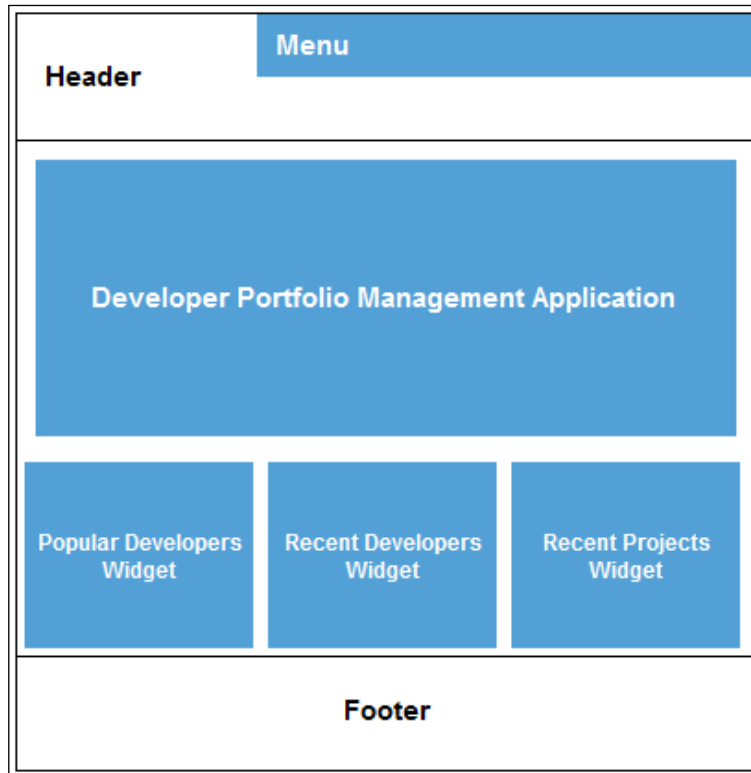 Menu
Header
Developer Portfolio Management Application
Popular Developers
Widget
Recent Developers
Widget
Recent Projects
Widget
Footer